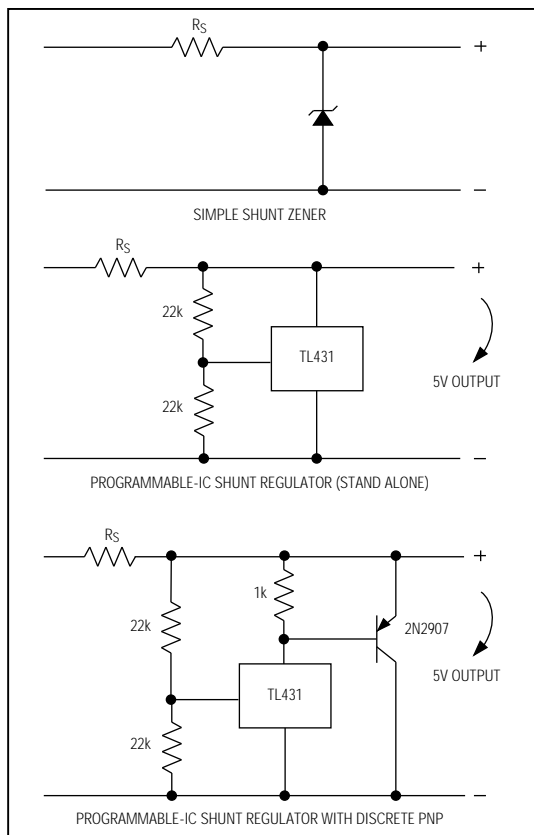 RS
+
−
SIMPLE SHUNT ZENER
RS
+
22k
TL431
5V OUTPUT
22k
−
PROGRAMMABLE-IC SHUNT REGULATOR (STAND ALONE)
RS
+
1k
22k
2N2907
5V OUTPUT
TL431
22k
−
PROGRAMMABLE-IC SHUNT REGULATOR WITH DISCRETE PNP